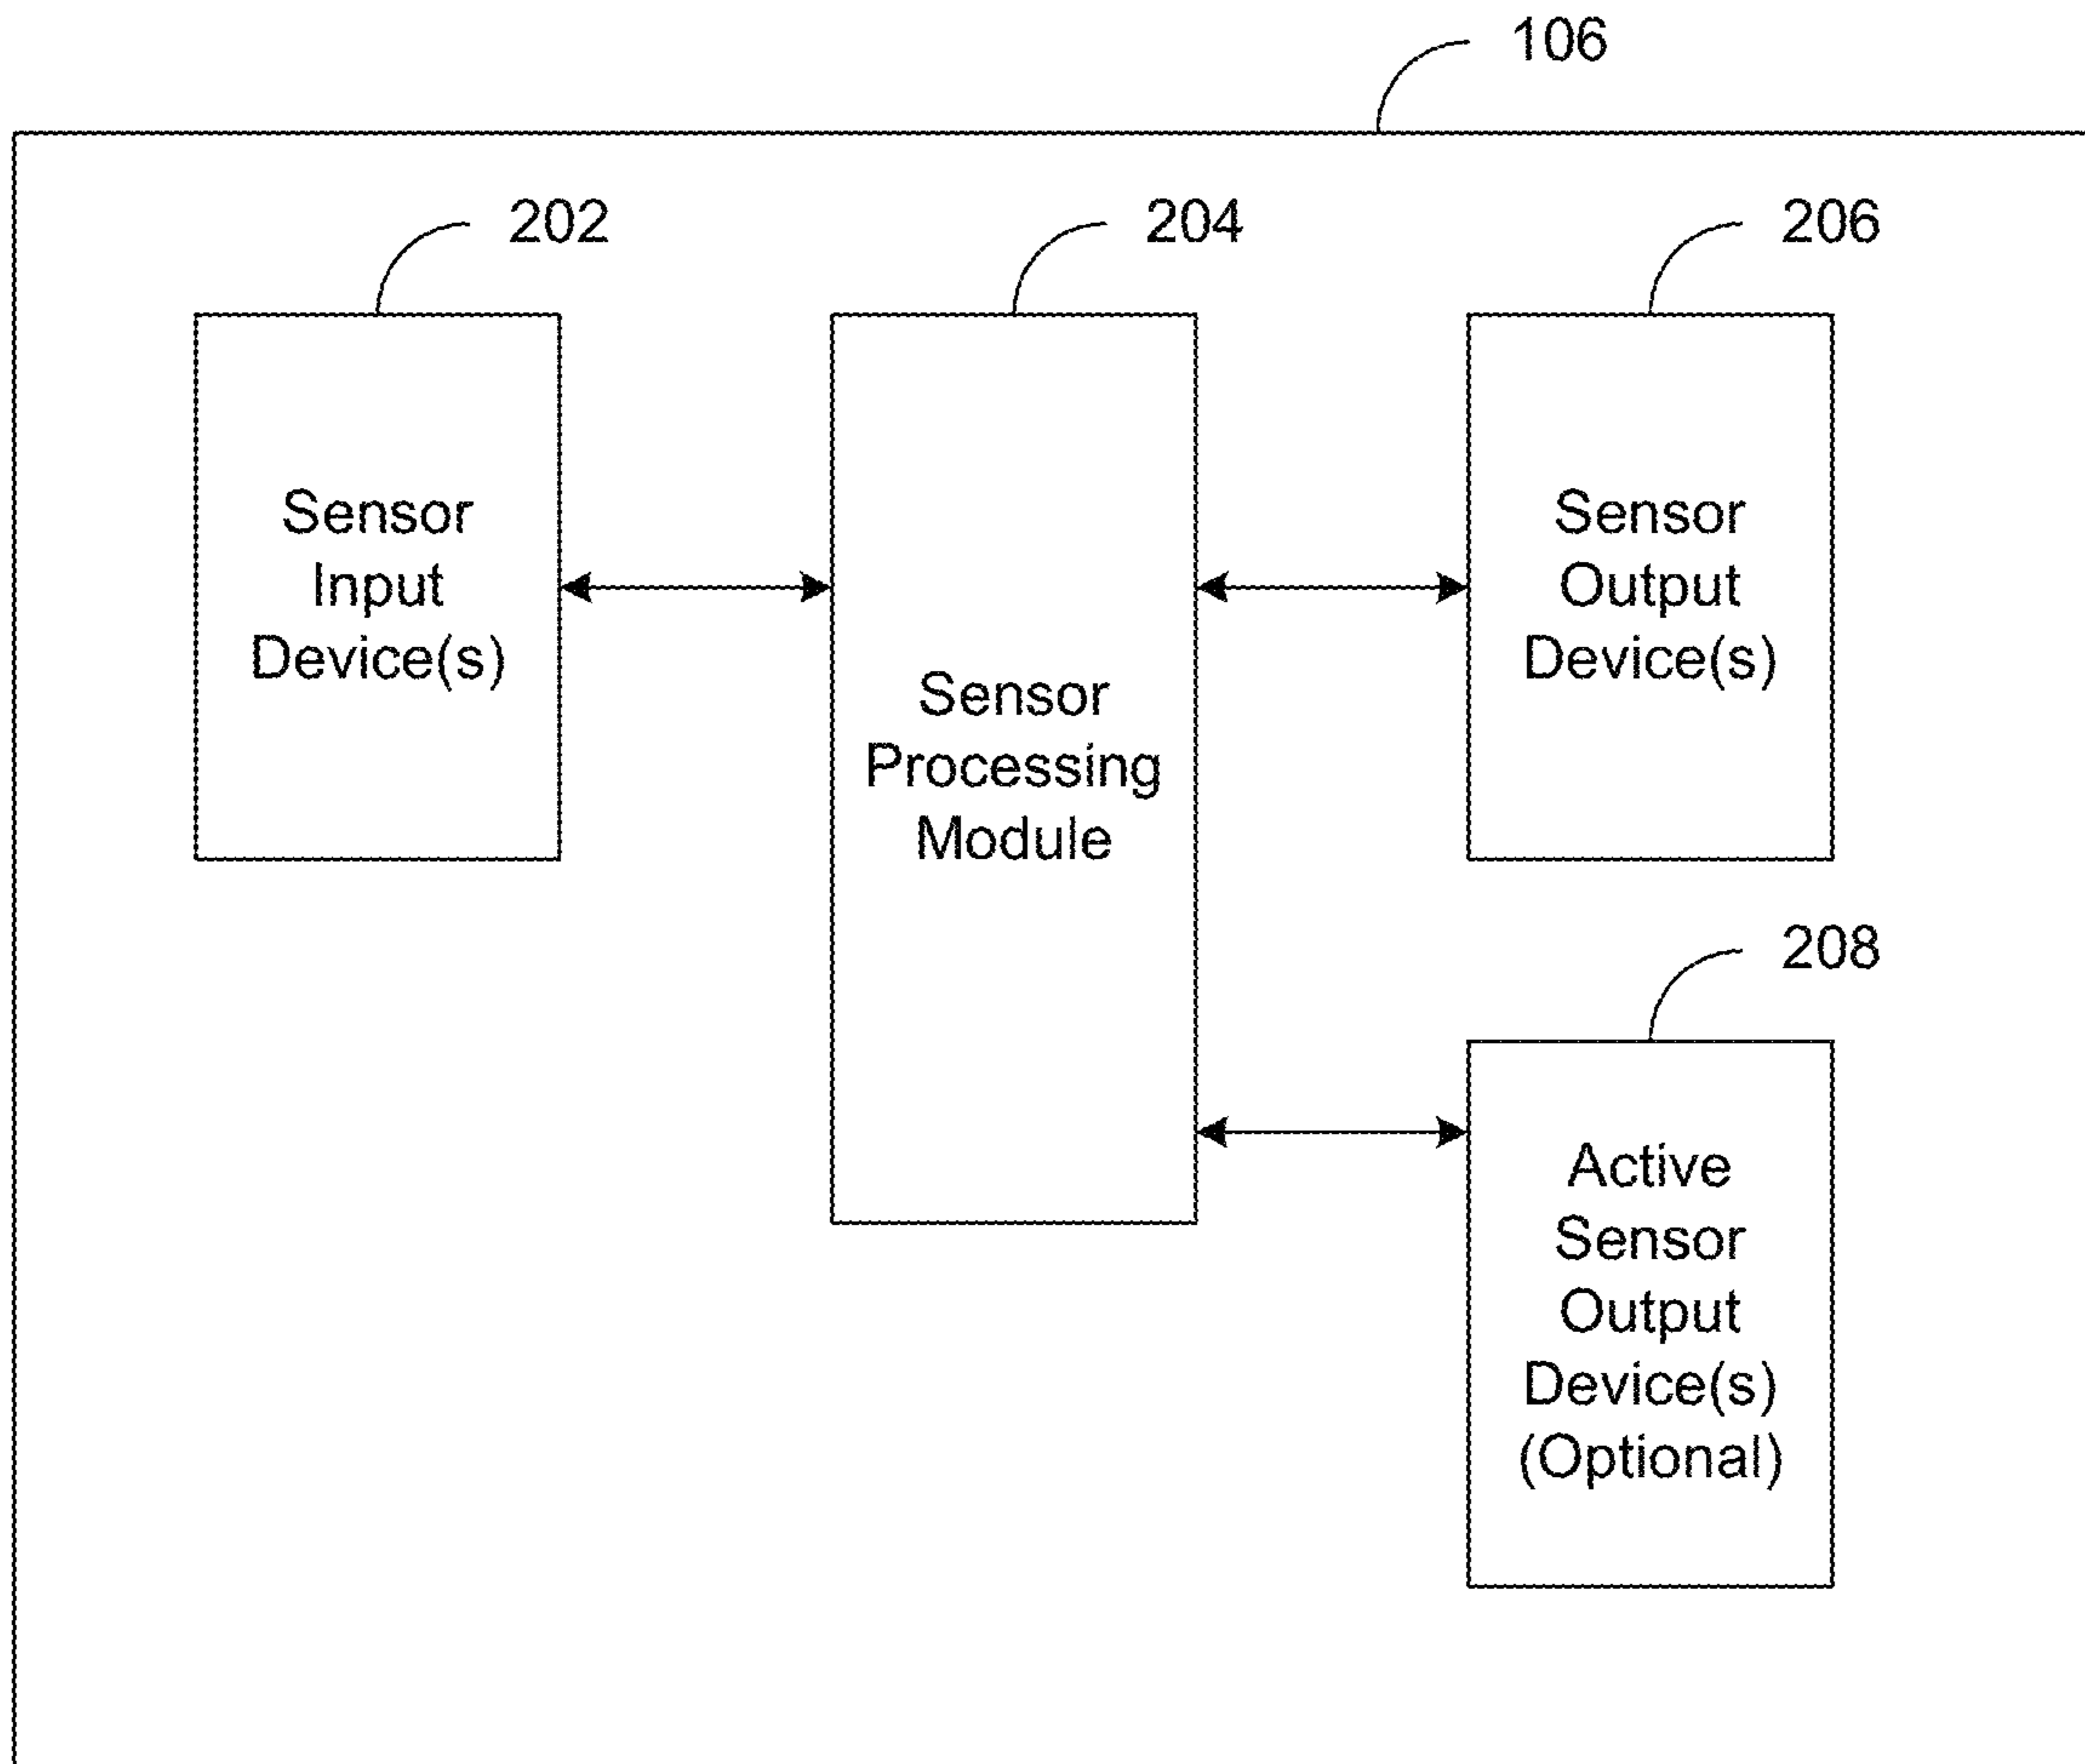 106
202
204
206
Sensor
Input
Device(s)
Sensor
Processing
Module
Sensor
Output
Device(s)
208
Active
Sensor
Output
Device(s)
(Optional)